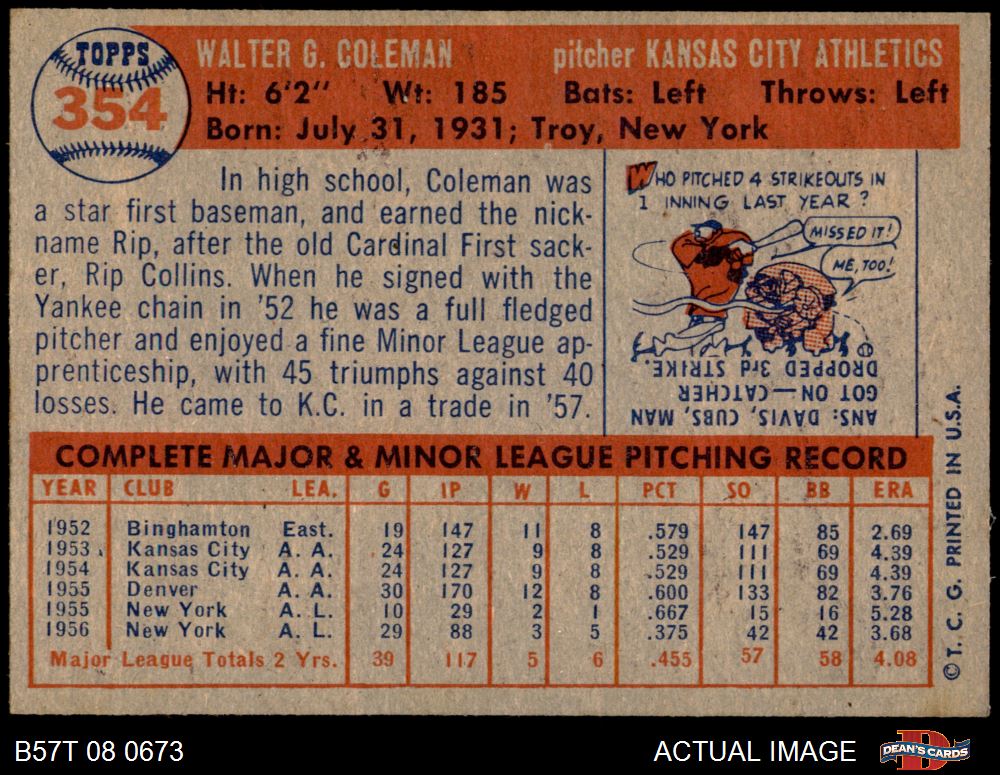 TOPPS
354
WALTER G. COLEMAN pitcher KANSAS CITY ATHLETICS
Ht: 6'2" Wt: 185 Bats: Left Throws: Left
Born: July 31, 1931; Troy, New York
In high school, Coleman was
a star first baseman, and earned the nick-
name Rip, after the old Cardinal First sack-
er, Rip Collins. When he signed with the
Yankee chain in '52 he was a full fledged
pitcher and enjoyed a fine Minor League ap-
prenticeship, with 45 triumphs against 40
losses. He came to K.C. in a trade in '57.
WHO PITCHED 4 STRIKEOUTS IN
1 INNING LAST YEAR?
MISSED IT!
ME, TOO!
ANS: DAVIS, CUBS, MAN
GOT ON—CATCHER
DROPPED 3rd STRIKE.
COMPLETE MAJOR & MINOR LEAGUE PITCHING RECORD
YEAR CLUB LEA. G IP W L PCT SO BB ERA
1952 Binghamton East. 19 147 11 8 .579 147 85 2.69
1953 Kansas City A. A. 24 127 9 8 .529 111 69 4.39
1954 Kansas City A. A. 24 127 9 8 .529 111 69 4.39
1955 Denver A. A. 30 170 12 8 .600 133 82 3.76
1955 New York A. L. 10 29 2 1 .667 15 16 5.28
1956 New York A. L. 29 88 3 5 .375 42 42 3.68
Major League Totals 2 Yrs. 39 117 5 6 .455 57 58 4.08
© T. C. G. PRINTED IN U.S.A.
B57T 08 0673
ACTUAL IMAGE
DEAN'S CARDS